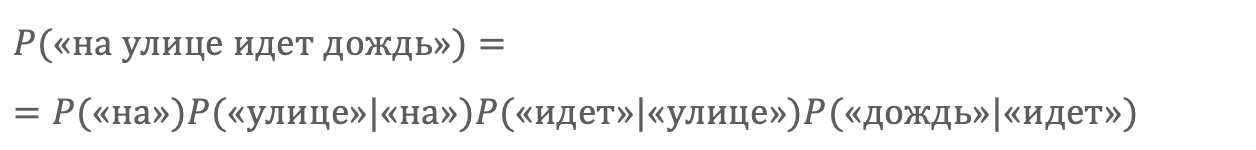 P(«на улице идет дождь») =
= P(«на»)P(«улице»|«на»)P(«идет»|«улице»)P(«дождь»|«идет»)